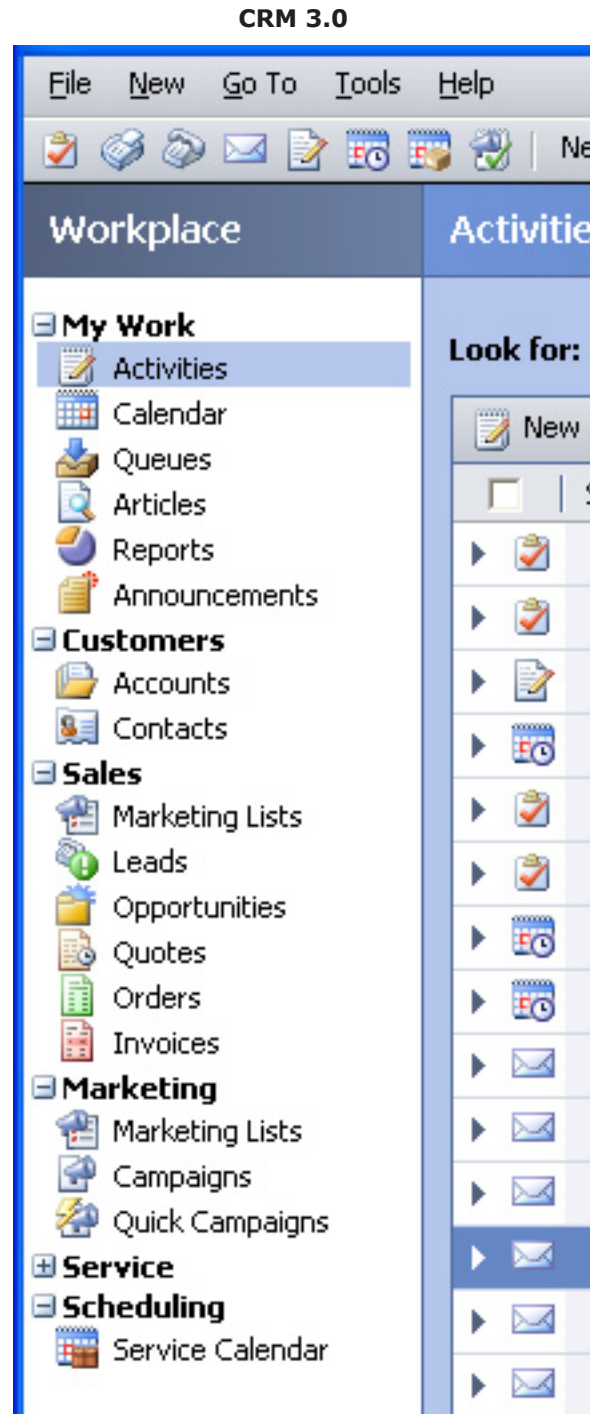 CRM 3.0
File New Go To Tools Help
Workplace
My Work
Activities
Calendar
Queues
Articles
Reports
Announcements
Customers
Accounts
Contacts
Sales
Marketing Lists
Leads
Opportunities
Quotes
Orders
Invoices
Marketing
Marketing Lists
Campaigns
Quick Campaigns
Service
Scheduling
Service Calendar
Look for:
New